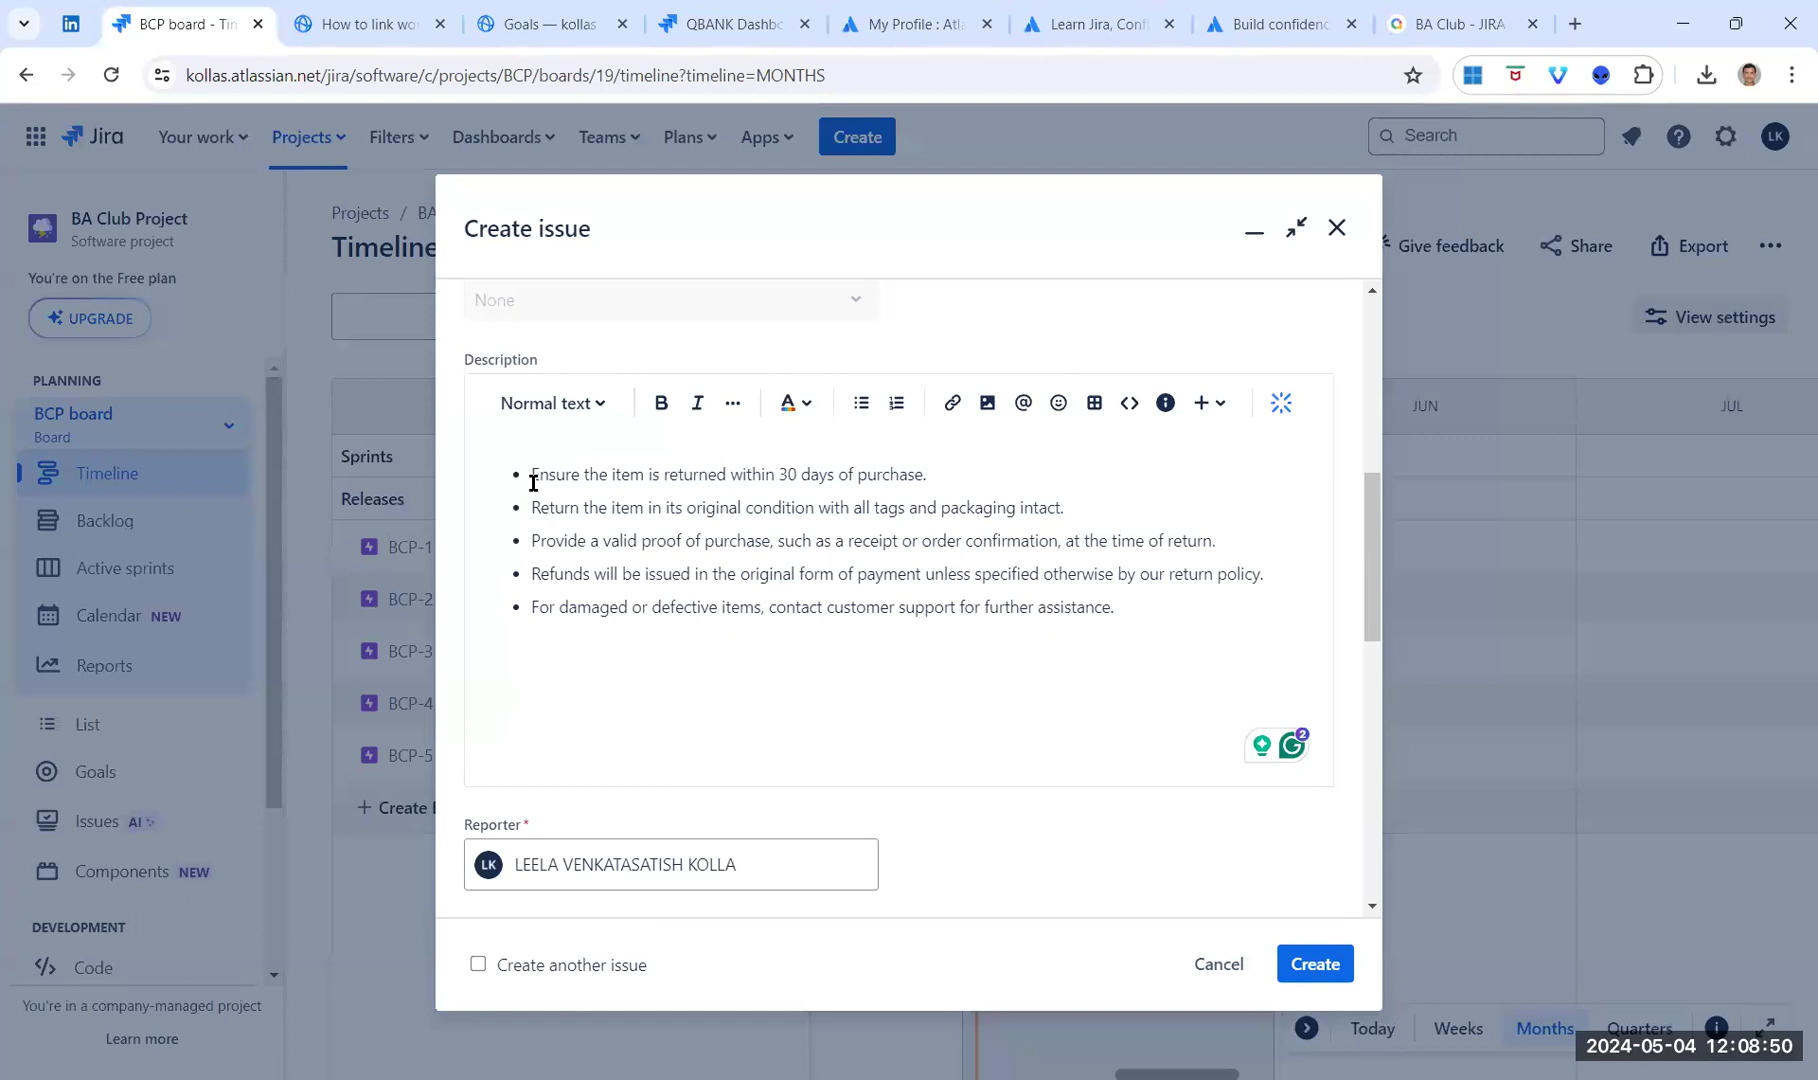 BCP board - Tin
How to link wo
Goals — kollas
QBANK Dashbo
My Profile : Atla
Learn Jira, Confl
Build confidenc
BA Club - JIRA
kollas.atlassian.net/jira/software/c/projects/BCP/boards/19/timeline?timeline=MONTHS
Jira
Your work
Projects
Filters
Dashboards
Teams
Plans
Apps
Create
Search
LK
BA Club Project
Software project
You're on the Free plan
UPGRADE
PLANNING
BCP board
Board
Timeline
Backlog
Active sprints
Calendar NEW
Reports
List
Goals
Issues AI
Components NEW
DEVELOPMENT
Code
You're in a company-managed project
Learn more
Projects / BA
Timeline
Give feedback
Share
Export
View settings
JUN
JUL
Sprints
Releases
BCP-1
BCP-2
BCP-3
BCP-4
BCP-5
+ Create E
Create issue
None
Description
Normal text
B
I
A
Ensure the item is returned within 30 days of purchase.
Return the item in its original condition with all tags and packaging intact.
Provide a valid proof of purchase, such as a receipt or order confirmation, at the time of return.
Refunds will be issued in the original form of payment unless specified otherwise by our return policy.
For damaged or defective items, contact customer support for further assistance.
2
Reporter *
LK LEELA VENKATASATISH KOLLA
Create another issue
Cancel
Create
Today
Weeks
Months
Quarters
2024-05-04 12:08:50